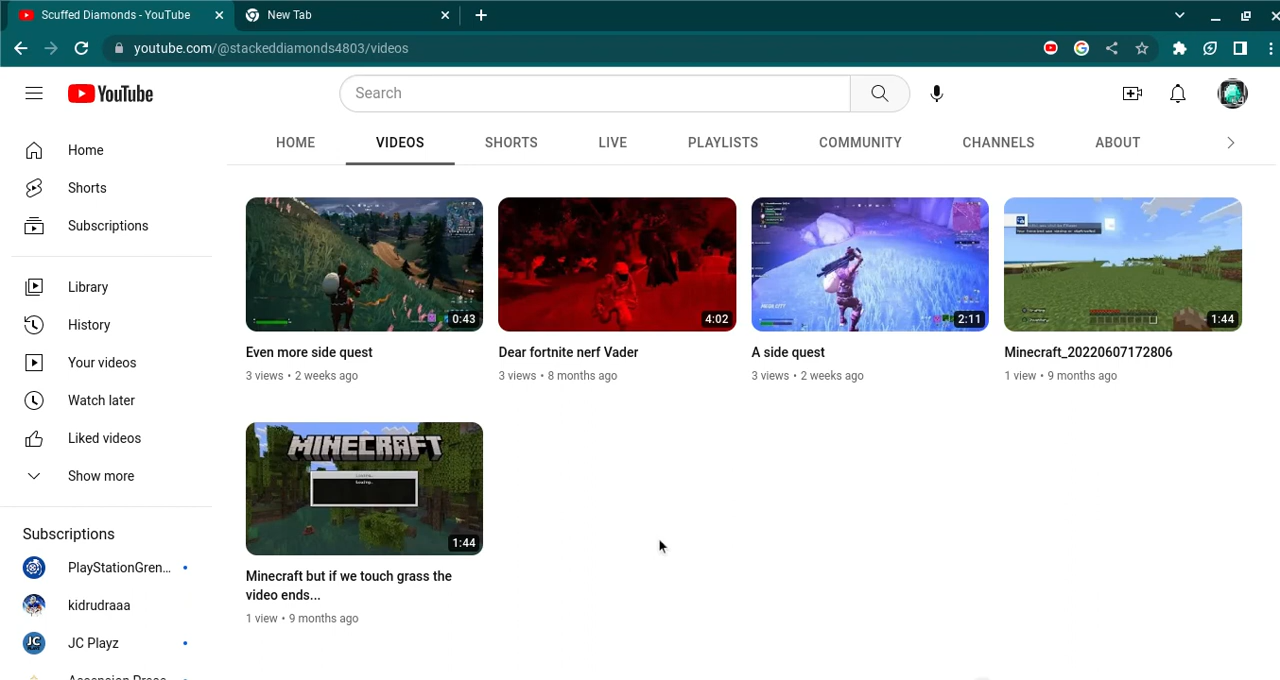 Scuffed Diamonds - YouTube
New Tab
youtube.com/@stackeddiamonds4803/videos
YouTube
Search
HOME
VIDEOS
SHORTS
LIVE
PLAYLISTS
COMMUNITY
CHANNELS
ABOUT
Home
Shorts
Subscriptions
Library
History
Your videos
Watch later
Liked videos
Show more
Subscriptions
PlayStationGren...
kidrudraaa
JC Playz
0:43
Even more side quest
3 views • 2 weeks ago
4:02
Dear fortnite nerf Vader
3 views • 8 months ago
2:11
A side quest
3 views • 2 weeks ago
1:44
Minecraft_20220607172806
1 view • 9 months ago
MINECRAFT
1:44
Minecraft but if we touch grass the
video ends...
1 view • 9 months ago